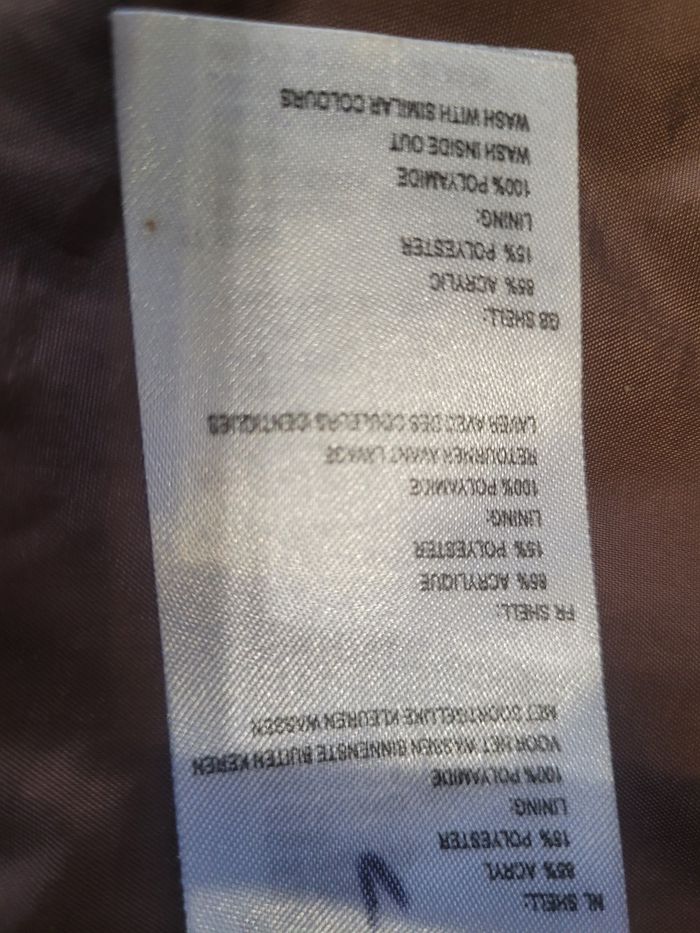 NL SHELL:
85% ACRYL
15% POLYESTER
LINING:
100% POLYAMIDE
VOOR HET WASSEN BINNENSTE BUITEN KEREN
MET SOORTGELIJKE KLEUREN WASSEN
FR SHELL:
85% ACRYLIQUE
15% POLYESTER
LINING:
100% POLYAMIDE
RETOURNER AVANT LAVAGE
LAVER AVEC DES COULEURS IDENTIQUES
GB SHELL:
85% ACRYLIC
15% POLYESTER
LINING:
100% POLYAMIDE
WASH INSIDE OUT
WASH WITH SIMILAR COLOURS